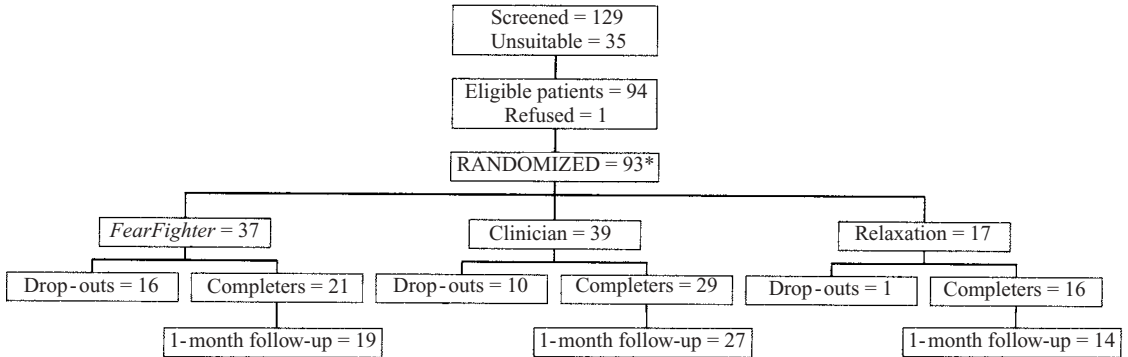 Screened = 129
Unsuitable = 35
Eligible patients = 94
Refused = 1
RANDOMIZED = 93*
FearFighter = 37
Clinician = 39
Relaxation = 17
Drop-outs = 16
Completers = 21
Drop-outs = 10
Completers = 29
Drop-outs = 1
Completers = 16
1-month follow-up = 19
1-month follow-up = 27
1-month follow-up = 14